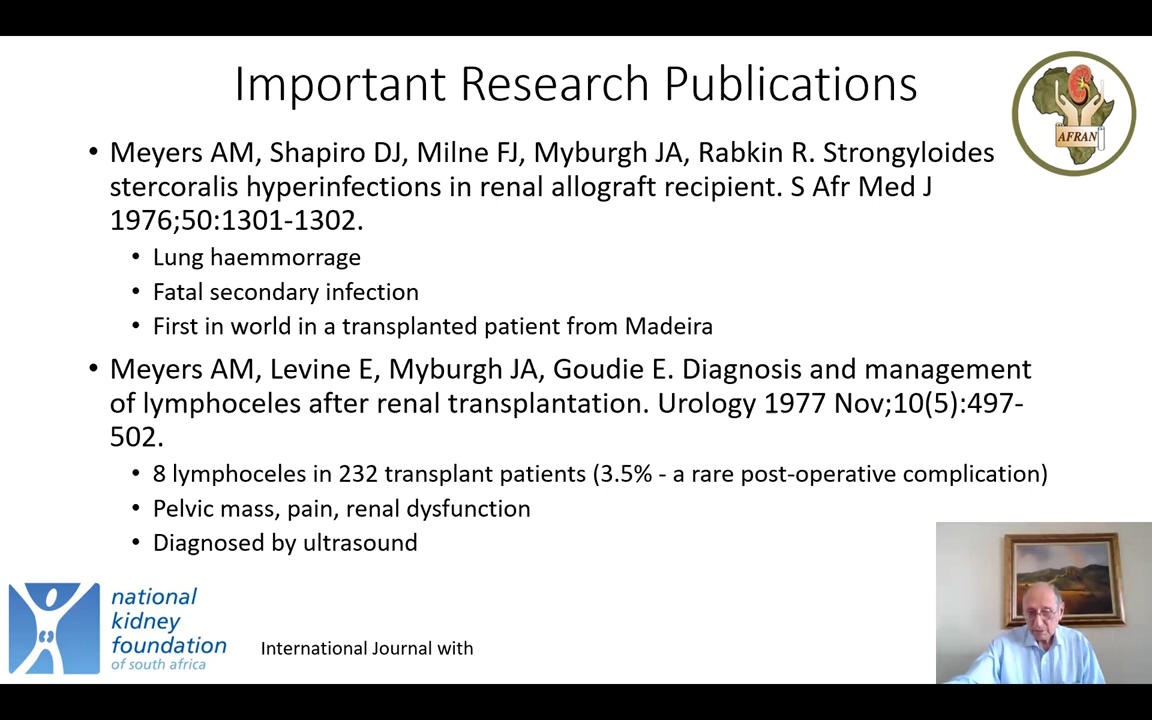 Important Research Publications
AFRAN
• Meyers AM, Shapiro DJ, Milne FJ, Myburgh JA, Rabkin R. Strongyloides
stercoralis hyperinfections in renal allograft recipient. S Afr Med J
1976;50:1301-1302.
• Lung haemmorrage
• Fatal secondary infection
• First in world in a transplanted patient from Madeira
• Meyers AM, Levine E, Myburgh JA, Goudie E. Diagnosis and management
of lymphoceles after renal transplantation. Urology 1977 Nov;10(5):497-
502.
• 8 lymphoceles in 232 transplant patients (3.5% - a rare post-operative complication)
• Pelvic mass, pain, renal dysfunction
• Diagnosed by ultrasound
national
kidney
foundation
of south africa
International Journal with